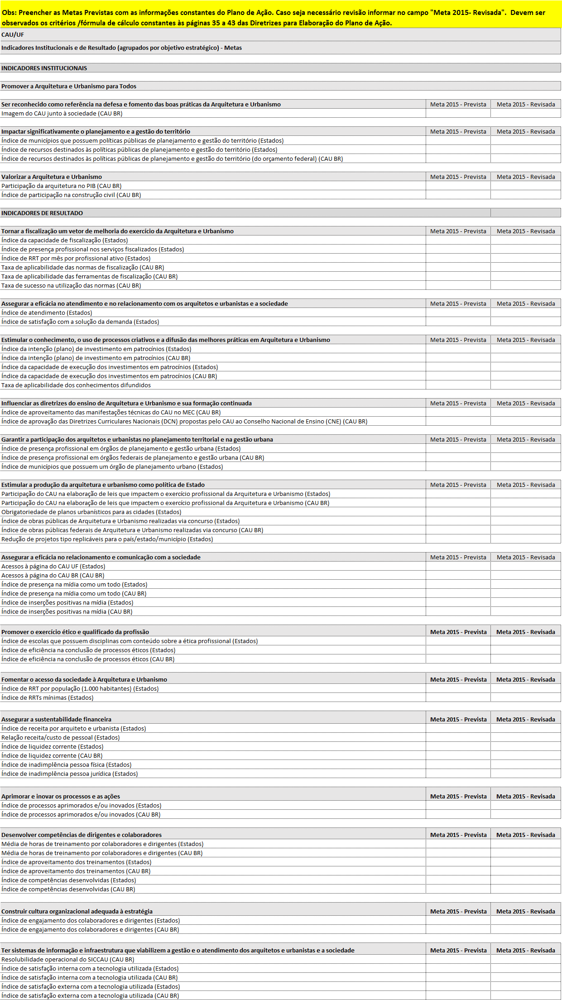 Obs: Preencher as Metas Previstas com as informações constantes do Plano de Ação. Caso seja necessário revisão informar no campo "Meta 2015- Revisada".  Devem ser
observados os critérios /fórmula de cálculo constantes às páginas 35 a 43 das Diretrizes para Elaboração do Plano de Ação.
CAU/UF
Indicadores Institucionais e de Resultado (agrupados por objetivo estratégico) - Metas
INDICADORES INSTITUCIONAIS
Promover a Arquitetura e Urbanismo para Todos
Ser reconhecido como referência na defesa e fomento das boas práticas da Arquitetura e Urbanismo Meta 2015 - Prevista Meta 2015 - Revisada
Imagem do CAU junto à sociedade (CAU BR)
Impactar significativamente o planejamento e a gestão do território Meta 2015 - Prevista Meta 2015 - Revisada
Índice de municípios que possuem políticas públicas de planejamento e gestão do território (Estados)
Índice de recursos destinados às políticas públicas de planejamento e gestão do território (Estados)
Índice de recursos destinados às políticas públicas de planejamento e gestão do território (do orçamento federal) (CAU BR)
Valorizar a Arquitetura e Urbanismo Meta 2015 - Prevista Meta 2015 - Revisada
Participação da arquitetura no PIB (CAU BR)
Índice de participação na construção civil (CAU BR)
INDICADORES DE RESULTADO
Tornar a fiscalização um vetor de melhoria do exercício da Arquitetura e Urbanismo Meta 2015 - Prevista Meta 2015 - Revisada
Índice da capacidade de fiscalização (Estados)
Índice de presença profissional nos serviços fiscalizados (Estados)
Índice de RRT por mês por profissional ativo (Estados)
Taxa de aplicabilidade das normas de fiscalização (CAU BR)
Taxa de aplicabilidade das ferramentas de fiscalização (CAU BR)
Taxa de sucesso na utilização das normas (CAU BR)
Assegurar a eficácia no atendimento e no relacionamento com os arquitetos e urbanistas e a sociedade Meta 2015 - Prevista Meta 2015 - Revisada
Índice de atendimento (Estados)
Índice de satisfação com a solução da demanda (Estados)
Estimular o conhecimento, o uso de processos criativos e a difusão das melhores práticas em Arquitetura e Urbanismo Meta 2015 - Prevista Meta 2015 - Revisada
Índice da intenção (plano) de investimento em patrocínios (Estados)
Índice da intenção (plano) de investimento em patrocínios (CAU BR)
Índice da capacidade de execução dos investimentos em patrocínios (Estados)
Índice da capacidade de execução dos investimentos em patrocínios (CAU BR)
Taxa de aplicabilidade dos conhecimentos difundidos
Influenciar as diretrizes do ensino de Arquitetura e Urbanismo e sua formação continuada Meta 2015 - Prevista Meta 2015 - Revisada
Índice de aproveitamento das manifestações técnicas do CAU no MEC (CAU BR)
Índice de aprovação das Diretrizes Curriculares Nacionais (DCN) propostas pelo CAU ao Conselho Nacional de Ensino (CNE) (CAU BR)
Garantir a participação dos arquitetos e urbanistas no planejamento territorial e na gestão urbana Meta 2015 - Prevista Meta 2015 - Revisada
Índice de presença profissional em órgãos de planejamento e gestão urbana (Estados)
Índice de presença profissional em órgãos federais de planejamento e gestão urbana (CAU BR)
Índice de municípios que possuem um órgão de planejamento urbano (Estados)
Estimular a produção da arquitetura e urbanismo como política de Estado Meta 2015 - Prevista Meta 2015 - Revisada
Participação do CAU na elaboração de leis que impactem o exercício profissional da Arquitetura e Urbanismo (Estados)
Participação do CAU na elaboração de leis que impactem o exercício profissional da Arquitetura e Urbanismo (CAU BR)
Obrigatoriedade de planos urbanísticos para as cidades (Estados)
Índice de obras públicas de Arquitetura e Urbanismo realizadas via concurso (Estados)
Índice de obras públicas federais de Arquitetura e Urbanismo realizadas via concurso (CAU BR)
Redução de projetos tipo replicáveis para o país/estado/município (Estados)
Assegurar a eficácia no relacionamento e comunicação com a sociedade Meta 2015 - Prevista Meta 2015 - Revisada
Acessos à página do CAU UF (Estados)
Acessos à página do CAU BR (CAU BR)
Índice de presença na mídia como um todo (Estados)
Índice de presença na mídia como um todo (CAU BR)
Índice de inserções positivas na mídia (Estados)
Índice de inserções positivas na mídia (CAU BR)
Promover o exercício ético e qualificado da profissão Meta 2015 - Prevista Meta 2015 - Revisada
Índice de escolas que possuem disciplinas com conteúdo sobre a ética profissional (Estados)
Índice de eficiência na conclusão de processos éticos (Estados)
Índice de eficiência na conclusão de processos éticos (CAU BR)
Fomentar o acesso da sociedade à Arquitetura e Urbanismo Meta 2015 - Prevista Meta 2015 - Revisada
Índice de RRT por população (1.000 habitantes) (Estados)
Índice de RRTs mínimas (Estados)
Assegurar a sustentabilidade financeira Meta 2015 - Prevista Meta 2015 - Revisada
Índice de receita por arquiteto e urbanista (Estados)
Relação receita/custo de pessoal (Estados)
Índice de liquidez corrente (Estados)
Índice de liquidez corrente (CAU BR)
Índice de inadimplência pessoa física (Estados)
Índice de inadimplência pessoa jurídica (Estados)
Aprimorar e inovar os processos e as ações Meta 2015 - Prevista Meta 2015 - Revisada
Índice de processos aprimorados e/ou inovados (Estados)
Índice de processos aprimorados e/ou inovados (CAU BR)
Desenvolver competências de dirigentes e colaboradores Meta 2015 - Prevista Meta 2015 - Revisada
Média de horas de treinamento por colaboradores e dirigentes (Estados)
Média de horas de treinamento por colaboradores e dirigentes (CAU BR)
Índice de aproveitamento dos treinamentos (Estados)
Índice de aproveitamento dos treinamentos (CAU BR)
Índice de competências desenvolvidas (Estados)
Índice de competências desenvolvidas (CAU BR)
Construir cultura organizacional adequada à estratégia Meta 2015 - Prevista Meta 2015 - Revisada
Índice de engajamento dos colaboradores e dirigentes (Estados)
Índice de engajamento dos colaboradores e dirigentes (CAU BR)
Ter sistemas de informação e infraestrutura que viabilizem a gestão e o atendimento dos arquitetos e urbanistas e a sociedade Meta 2015 - Prevista Meta 2015 - Revisada
Resolubilidade operacional do SICCAU (CAU BR)
Índice de satisfação interna com a tecnologia utilizada (Estados)
Índice de satisfação interna com a tecnologia utilizada (CAU BR)
Índice de satisfação externa com a tecnologia utilizada (Estados)
Índice de satisfação externa com a tecnologia utilizada (CAU BR)